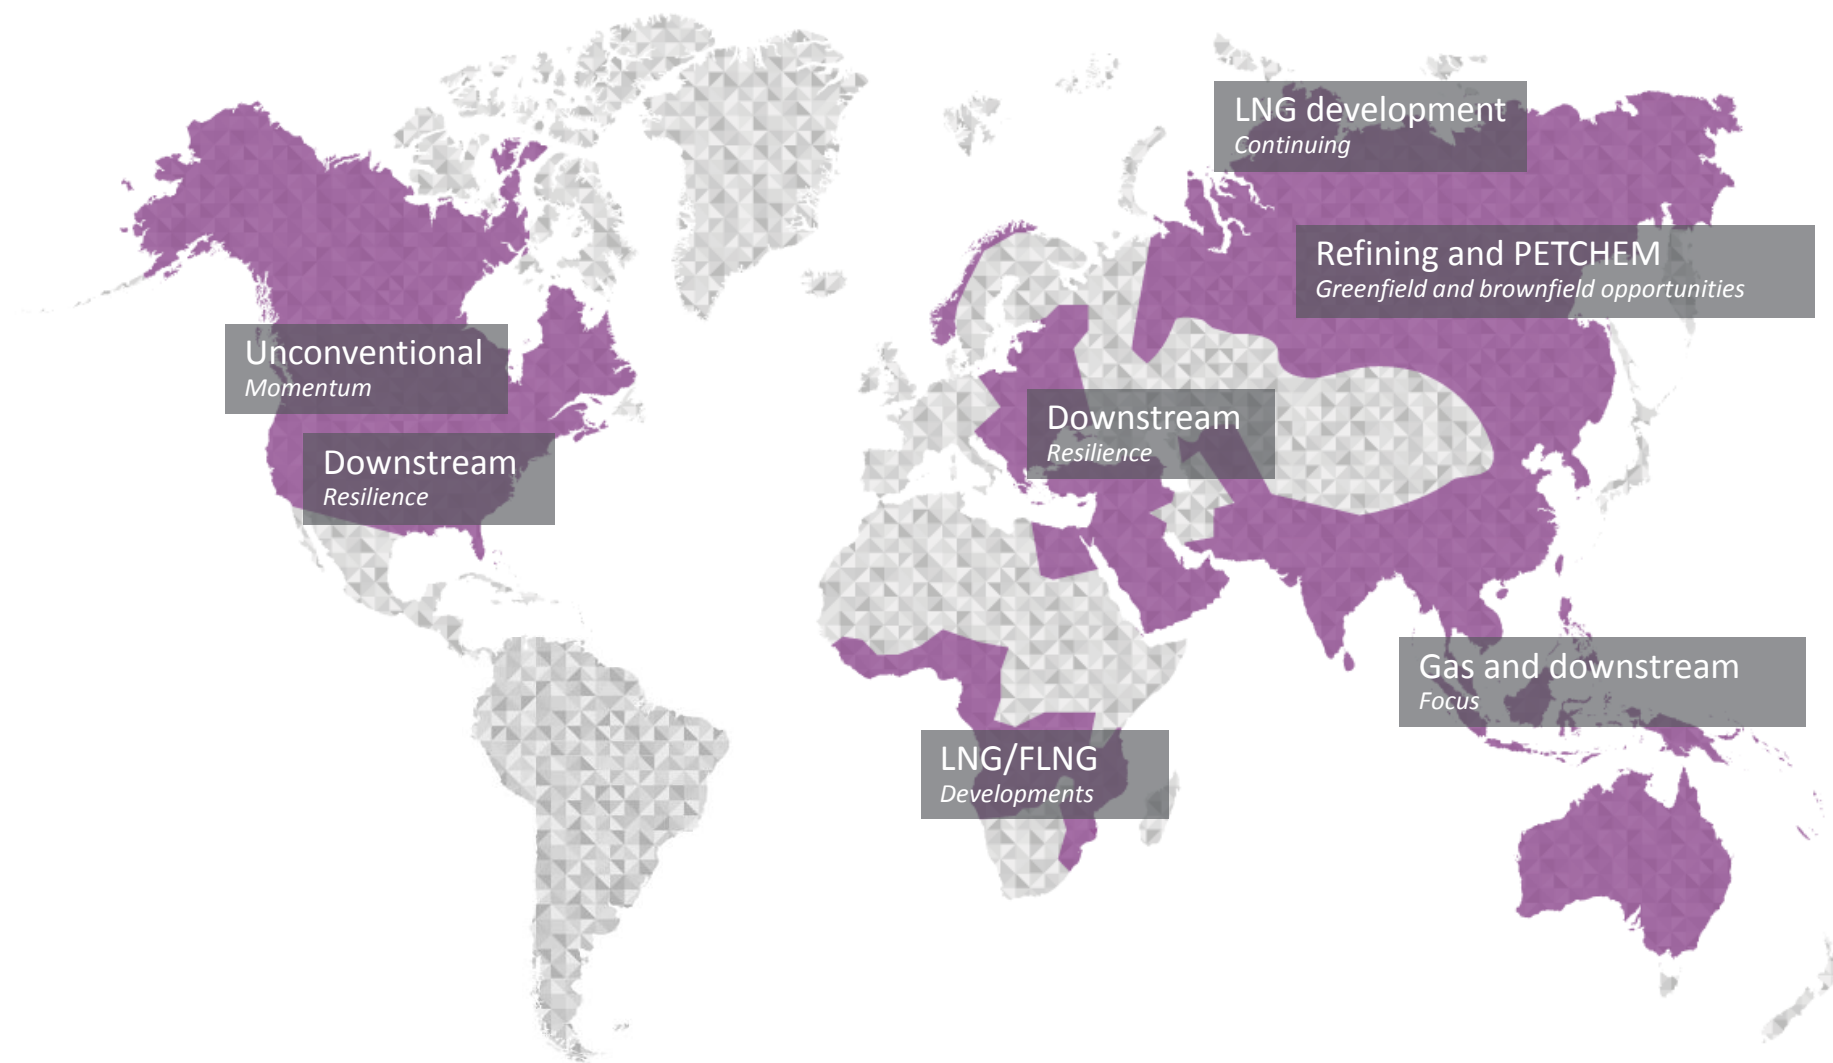 LNG development
Continuing
Refining and PETCHEM
Greenfield and brownfield opportunities
Unconventional
Momentum
Downstream
Resilience
Downstream
Resilience
Gas and downstream
Focus
LNG/FLNG
Developments